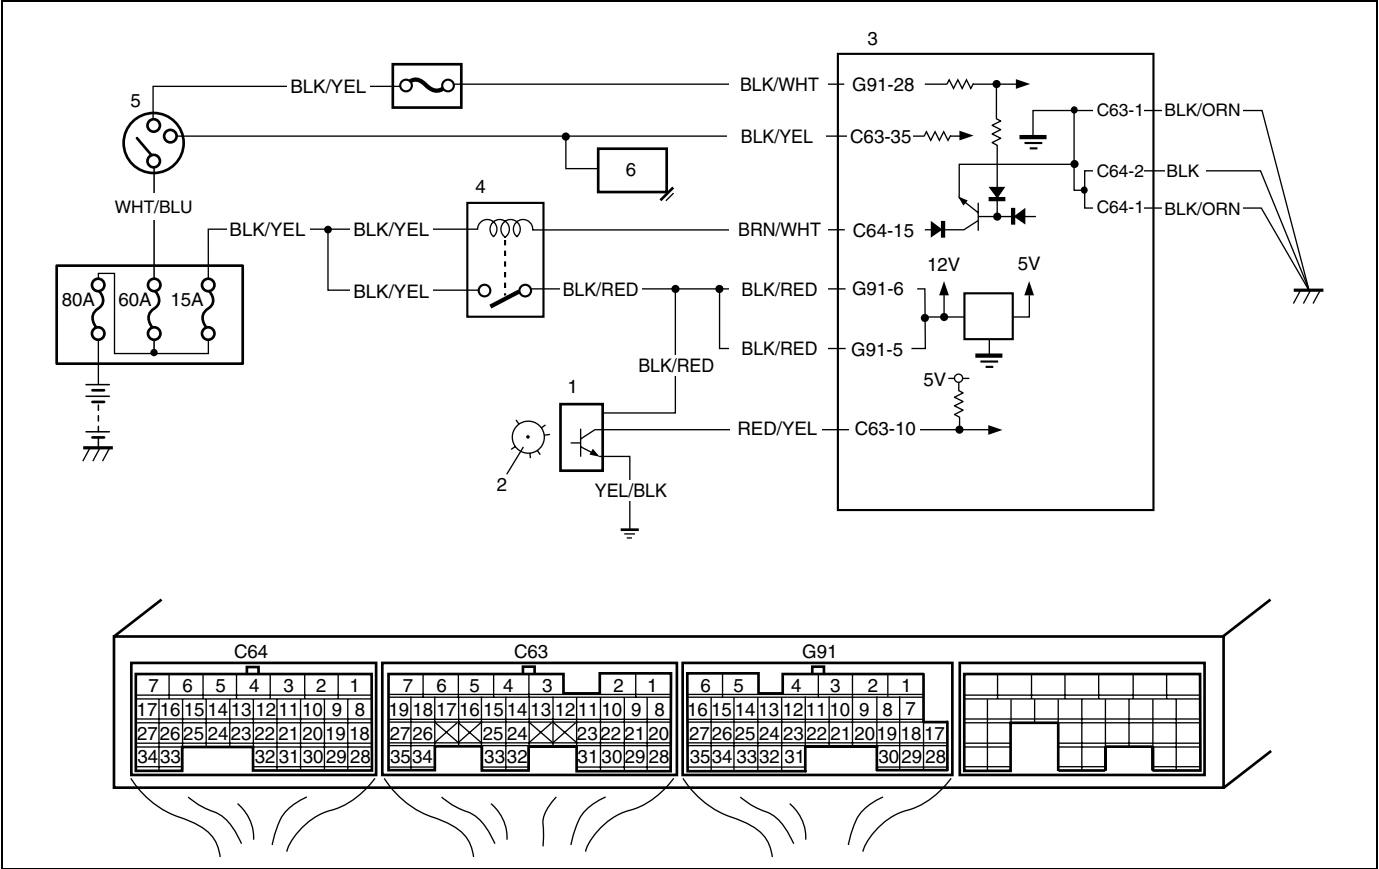 3
BLK/YEL BLK/WHT G91-28
5 C63-1 BLK/ORN
BLK/YEL C63-35
6 C64-2 BLK
4
WHT/BLU C64-1 BLK/ORN
BLK/YEL BLK/YEL BRN/WHT C64-15
12V 5V
80A 60A 15A BLK/YEL BLK/RED BLK/RED G91-6
BLK/RED G91-5
BLK/RED
1 5V
RED/YEL C63-10
2 YEL/BLK
C64 C63 G91
7 6 5 4 3 2 1 7 6 5 4 3 2 1 6 5 4 3 2 1
17 16 15 14 13 12 11 10 9 8 19 18 17 16 15 14 13 12 11 10 9 8 16 15 14 13 12 11 10 9 8 7
27 26 25 24 23 22 21 20 19 18 27 26 25 24 23 22 21 20 27 26 25 24 23 22 21 20 19 18 17
34 33 32 31 30 29 28 35 34 33 32 31 30 29 28 35 34 33 32 31 30 29 28